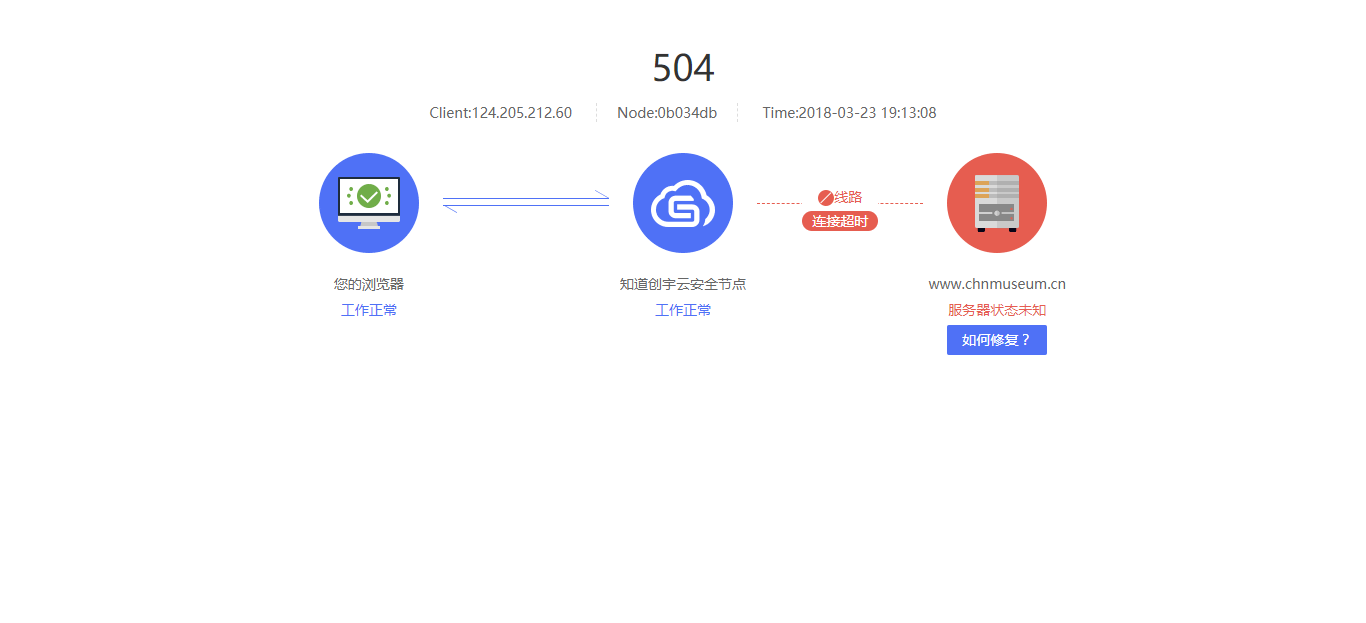 504
Client:124.205.212.60 Node:0b034db Time:2018-03-23 19:13:08
线路
连接超时
您的浏览器 知道创宇云安全节点 www.chnmuseum.cn
工作正常 工作正常 服务器状态未知
如何修复？